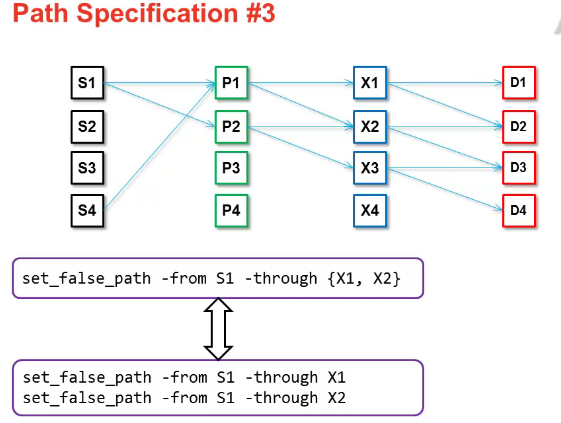 Path Specification #3
S1 P1 X1 D1
S2 P2 X2 D2
S3 P3 X3 D3
S4 P4 X4 D4
set_false_path -from S1 -through {X1, X2}
set_false_path -from S1 -through X1
set_false_path -from S1 -through X2